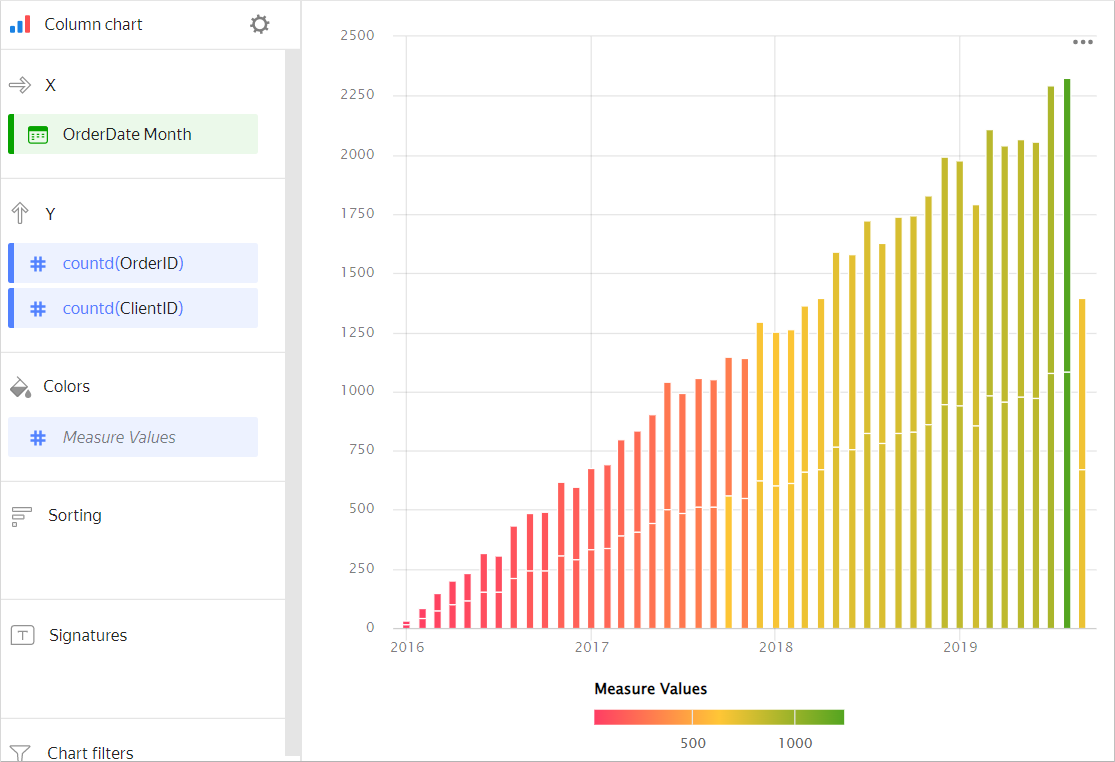 Column chart
X
OrderDate Month
Y
# countd(OrderID)
# countd(ClientID)
Colors
# Measure Values
Sorting
T Signatures
Chart filters
2500
2250
2000
1750
1500
1250
1000
750
500
250
0
2016 2017 2018 2019
Measure Values
500 1000